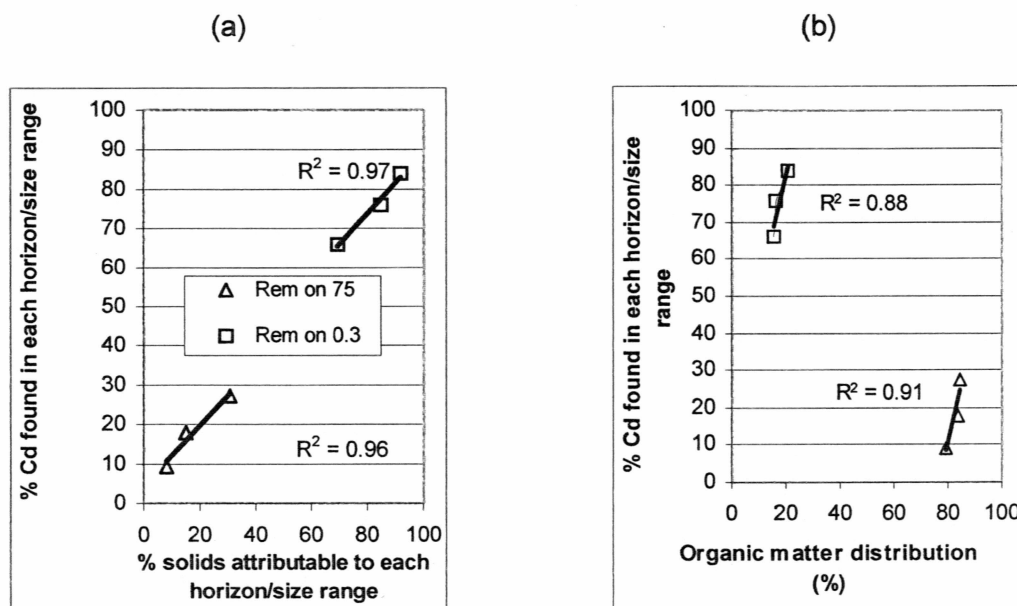 (a)
% Cd found in each horizon/size range
100
90
80
70
60
50
40
30
20
10
0
R² = 0.97
Rem on 75
Rem on 0.3
R² = 0.96
0 20 40 60 80 100
% solids attributable to each
horizon/size range
(b)
% Cd found in each horizon/size
range
100
90
80
70
60
50
40
30
20
10
0
R² = 0.88
R² = 0.91
0 20 40 60 80 100
Organic matter distribution
(%)